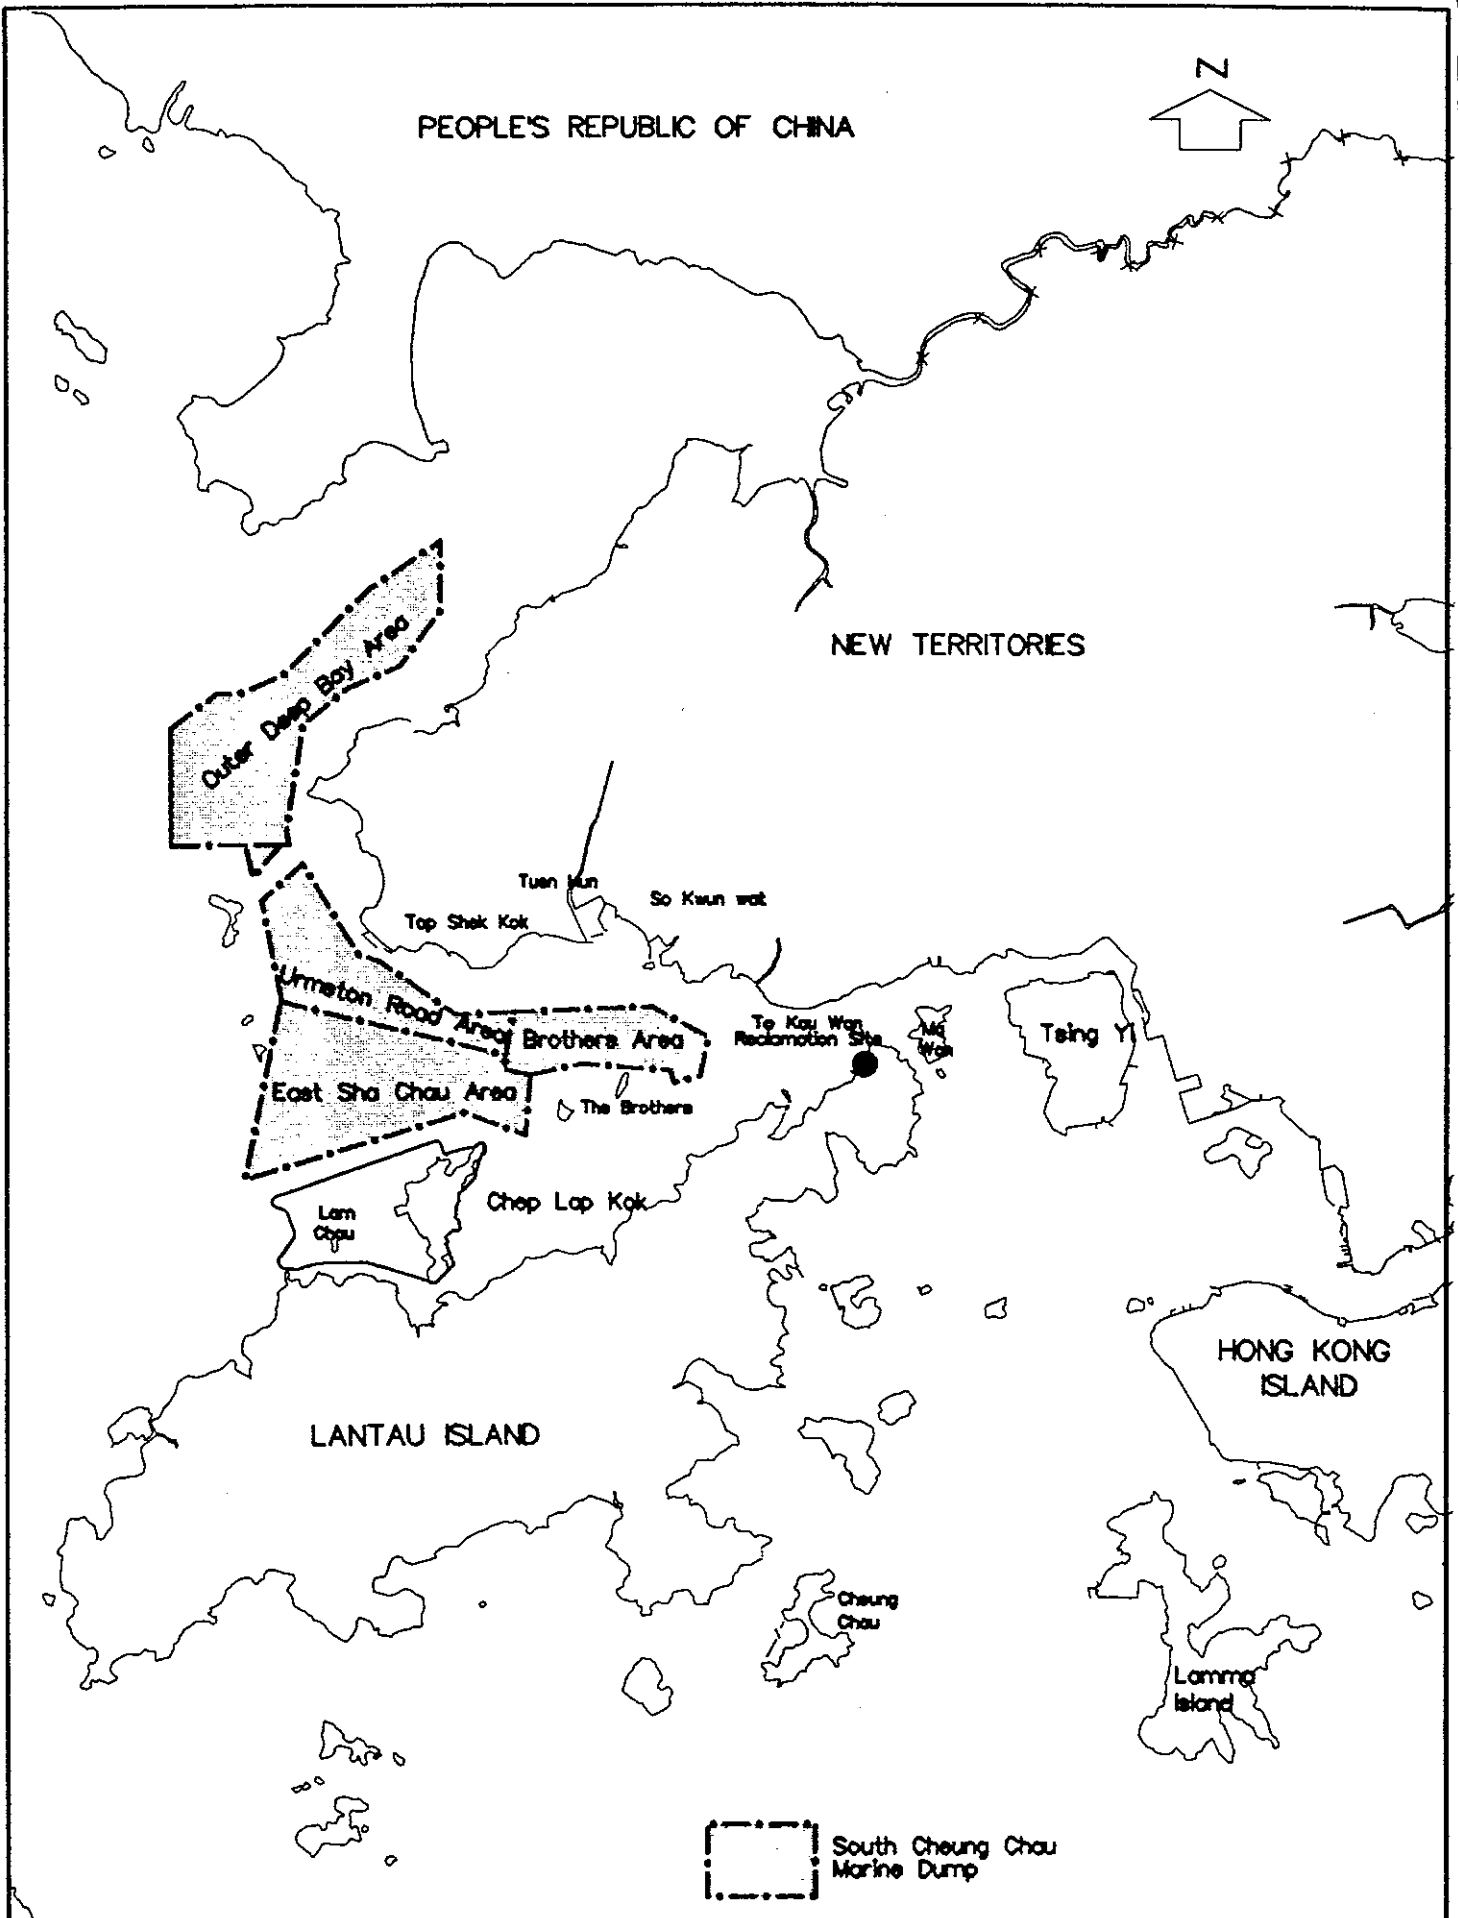 N
PEOPLE'S REPUBLIC OF CHINA
NEW TERRITORIES
Outer Deep Bay Area
Tuen Mun
So Kwun wat
Tap Shek Kok
Urmston Road Area
Brothers Area
Ta Kau Wan
Reclamation Site
Ma
Wan
Tsing Yi
East Sha Chau Area
The Brothers
Chep Lap Kok
Lam
Chau
HONG KONG
ISLAND
LANTAU ISLAND
Cheung
Chau
Lamma
Island
South Cheung Chau
Marine Dump